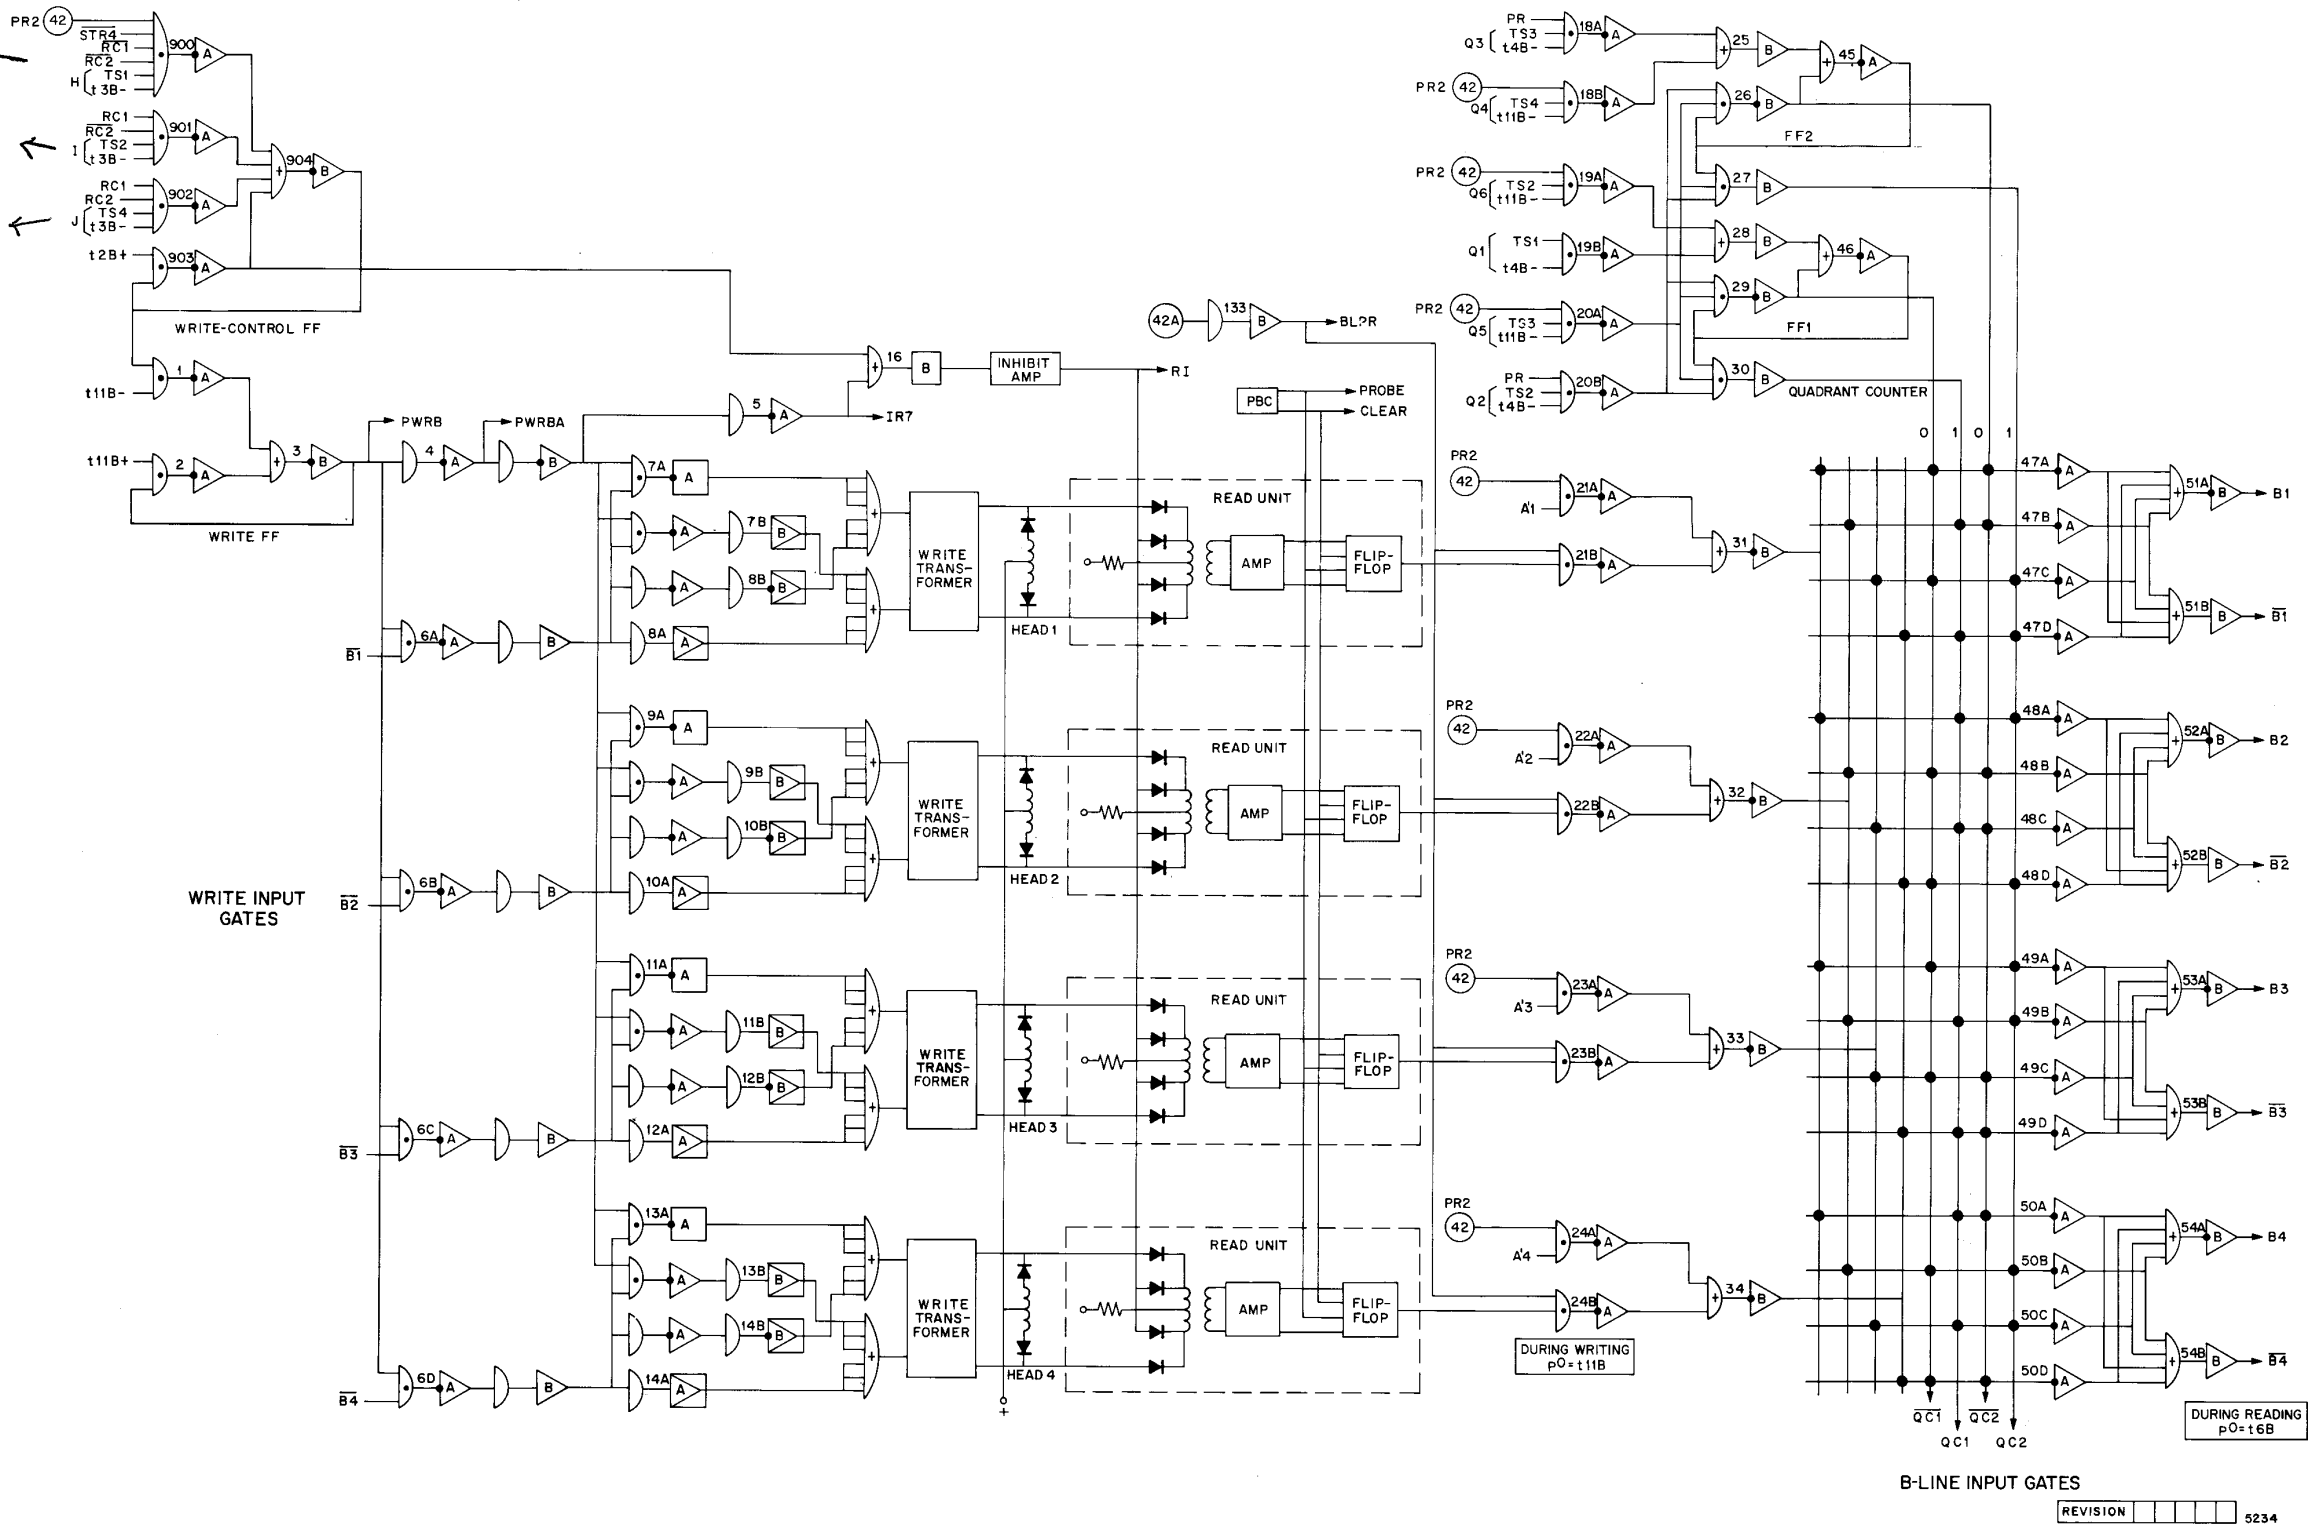 PR2 42
STR4
RC1
RC2
H TS1
t3B-
900 A
RC1
RC2
I TS2
t3B-
901 A
RC1
RC2
J TS4
t3B-
902 A
904 B
t2B+ 903 A
WRITE-CONTROL FF
t11B- 1 A
t11B+ 2 A
3 B
WRITE FF
PWRB
4 A
PWRBA
B
5 A
IR7
16 B
INHIBIT
AMP
RI
42A 133 B BLPR
PBC
PROBE
CLEAR
PR
Q3 TS3
t4B-
18A A
PR2 42
Q4 TS4
t11B-
18B A
PR2 42
Q6 TS2
t11B-
19A A
Q1 TS1
t4B-
19B A
PR2 42
Q5 TS3
t11B-
20A A
PR
Q2 TS2
t4B-
20B A
25 B
45 A
26 B
FF2
27 B
28 B
46 A
29 B
FF1
30 B
QUADRANT COUNTER
0 1 0 1
WRITE INPUT
GATES
B1 6A A B
7A A
A 7B B
A 8B B
8A A
WRITE
TRANS-
FORMER
HEAD 1
READ UNIT
AMP
FLIP-
FLOP
PR2
42
A'1
21A A
21B A
31 B
47A A
47B A
47C A
47D A
51A B B1
51B B B1
B2 6B A B
9A A
A 9B B
A 10B B
10A A
WRITE
TRANS-
FORMER
HEAD 2
READ UNIT
AMP
FLIP-
FLOP
PR2
42
A'2
22A A
22B A
32 B
48A A
48B A
48C A
48D A
52A B B2
52B B B2
B3 6C A B
11A A
A 11B B
A 12B B
12A A
WRITE
TRANS-
FORMER
HEAD 3
READ UNIT
AMP
FLIP-
FLOP
PR2
42
A'3
23A A
23B A
33 B
49A A
49B A
49C A
49D A
53A B B3
53B B B3
B4 6D A B
13A A
A 13B B
A 14B B
14A A
WRITE
TRANS-
FORMER
HEAD 4
+
READ UNIT
AMP
FLIP-
FLOP
PR2
42
A'4
24A A
24B A
34 B
50A A
50B A
50C A
50D A
54A B B4
54B B B4
DURING WRITING
p0=t11B
QC1 QC2
QC1 QC2
DURING READING
p0=t6B
B-LINE INPUT GATES
REVISION 5234